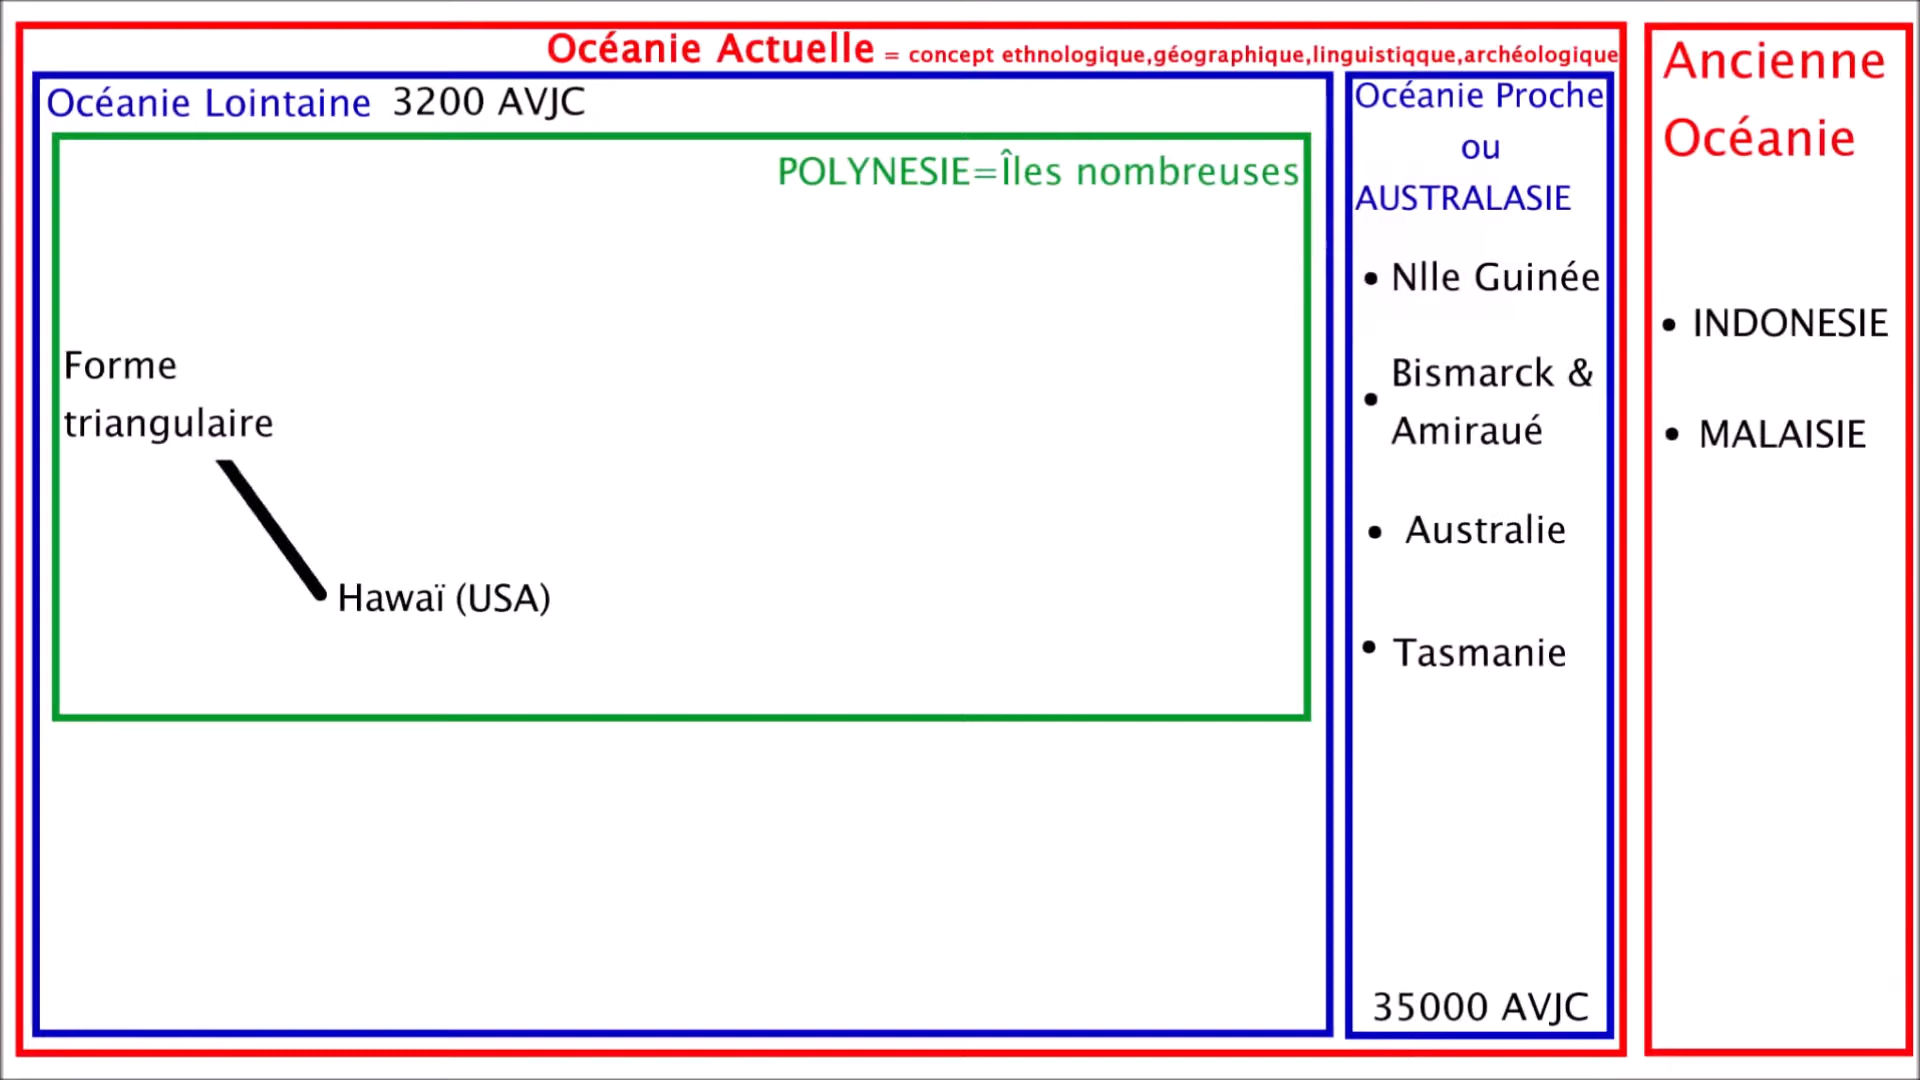 Océanie Actuelle = concept ethnologique,géographique,linguistiqque,archéologique
Océanie Lointaine 3200 AVJC
POLYNESIE=Îles nombreuses
Forme
triangulaire
Hawaï (USA)
Océanie Proche
ou
AUSTRALASIE
• Nlle Guinée
• Bismarck &
Amiraué
• Australie
• Tasmanie
35000 AVJC
Ancienne
Océanie
• INDONESIE
• MALAISIE